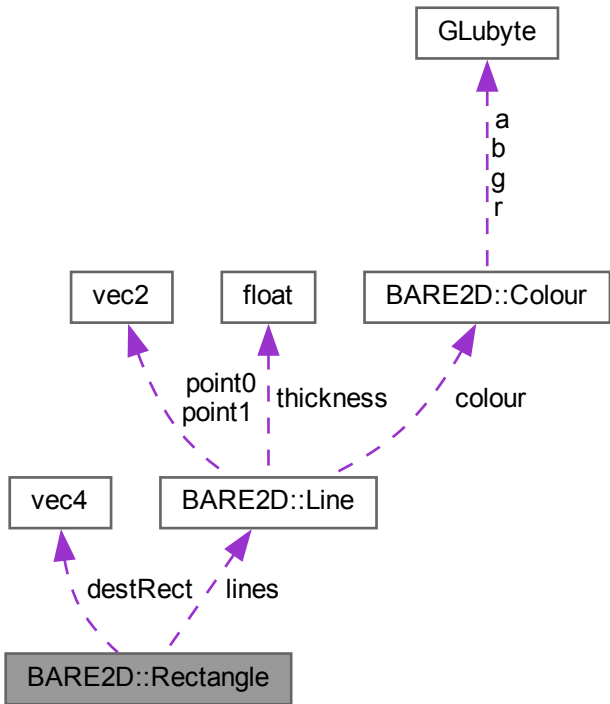 GLubyte
a
b
g
r
vec2
float
BARE2D::Colour
point0
point1
thickness
colour
vec4
BARE2D::Line
destRect
lines
BARE2D::Rectangle